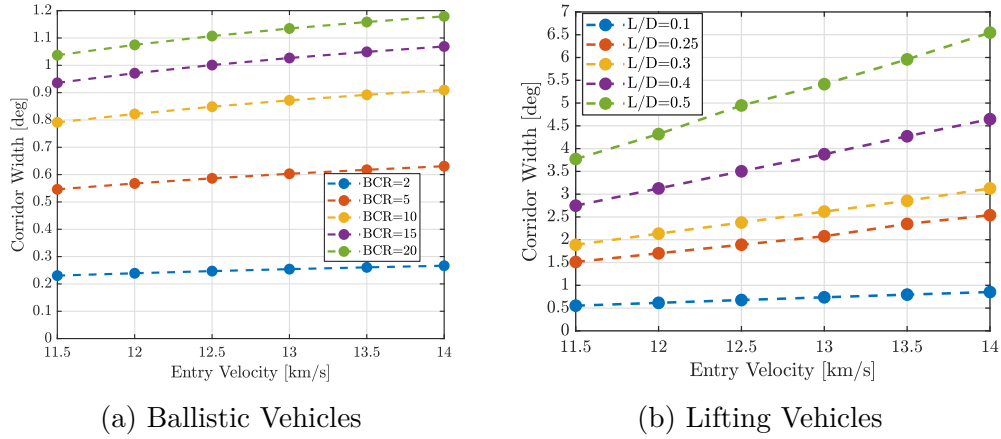 1.2
1.1
1
0.9
0.8
0.7
0.6
0.5
0.4
0.3
0.2
0.1
0
Corridor Width [deg]
BCR=2
BCR=5
BCR=10
BCR=15
BCR=20
11.5 12 12.5 13 13.5 14
Entry Velocity [km/s]
(a) Ballistic Vehicles
7
6.5
6
5.5
5
4.5
4
3.5
3
2.5
2
1.5
1
0.5
0
Corridor Width [deg]
L/D=0.1
L/D=0.25
L/D=0.3
L/D=0.4
L/D=0.5
11.5 12 12.5 13 13.5 14
Entry Velocity [km/s]
(b) Lifting Vehicles